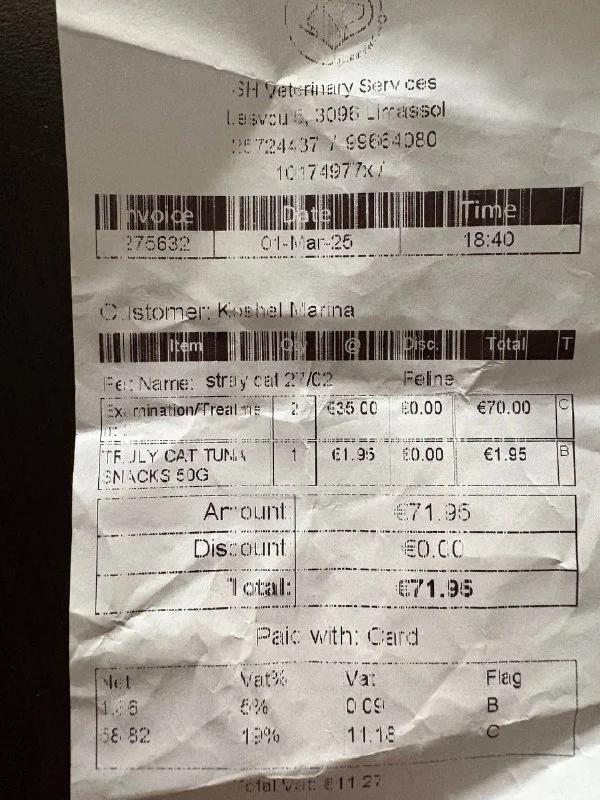 GH Veterinary Services
Lesvou 5, 3096 Limassol
25724437 / 99664080
10174977x/
Invoice Date Time
275632 01-Mar-25 18:40
Customer: Koshel Marina
Item Qty @ Disc. Total T
Pet Name: stray cat 27/02 Feline
Examination/Treatme 2 €35.00 €0.00 €70.00 C
TRULY CAT TUNA 1 €1.95 €0.00 €1.95 B
SNACKS 50G
Amount: €71.95
Discount: €0.00
Total: €71.95
Paid with: Card
Net Vat% Vat Flag
1.86 5% 0.09 B
58.82 19% 11.18 C
Total Vat: €11.27